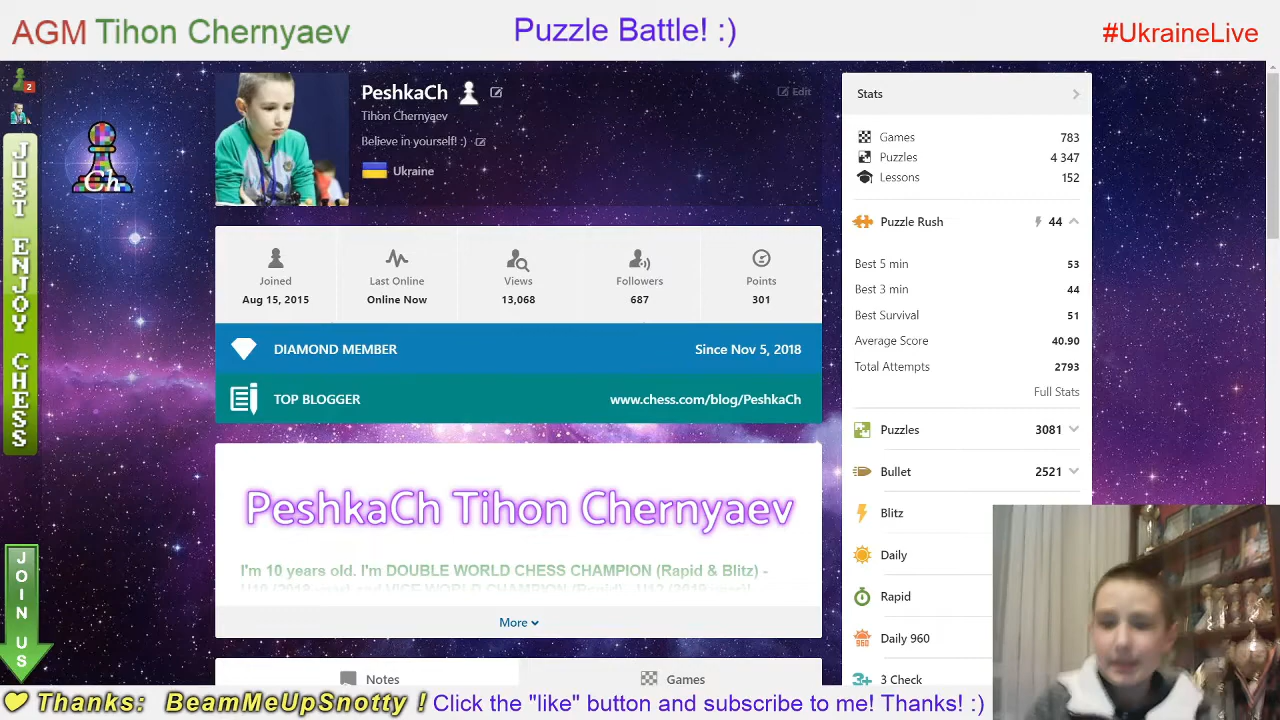 AGM Tihon Chernyaev
Puzzle Battle! :)
#UkraineLive
2
JUST ENJOY CHESS
Ch
JOIN US
PeshkaCh
Tihon Chernyaev
Believe in yourself! :)
Ukraine
Edit
Joined
Aug 15, 2015
Last Online
Online Now
Views
13,068
Followers
687
Points
301
DIAMOND MEMBER Since Nov 5, 2018
TOP BLOGGER www.chess.com/blog/PeshkaCh
PeshkaCh Tihon Chernyaev
I'm 10 years old. I'm DOUBLE WORLD CHESS CHAMPION (Rapid & Blitz) -
More
Notes
Games
Stats
Games 783
Puzzles 4 347
Lessons 152
Puzzle Rush 44
Best 5 min 53
Best 3 min 44
Best Survival 51
Average Score 40.90
Total Attempts 2793
Full Stats
Puzzles 3081
Bullet 2521
Blitz
Daily
Rapid
Daily 960
3 Check
Thanks: BeamMeUpSnotty ! Click the "like" button and subscribe to me! Thanks! :)